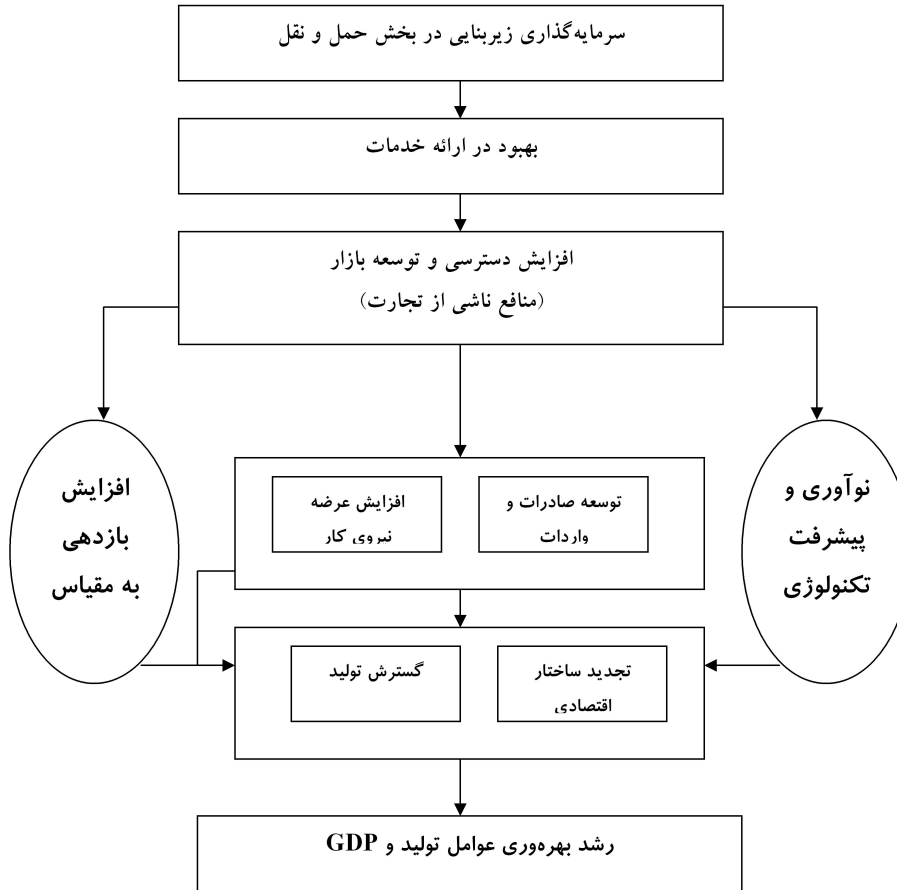 سرمایه‌گذاری زیربنایی در بخش حمل و نقل
بهبود در ارائه خدمات
افزایش دسترسی و توسعه بازار
(منافع ناشی از تجارت)
نوآوری و
پیشرفت
تکنولوژی
توسعه صادرات و
واردات
افزایش عرضه
نیروی کار
افزایش
بازدهی
به مقیاس
تجدید ساختار
اقتصادی
گسترش تولید
رشد بهره‌وری عوامل تولید و GDP